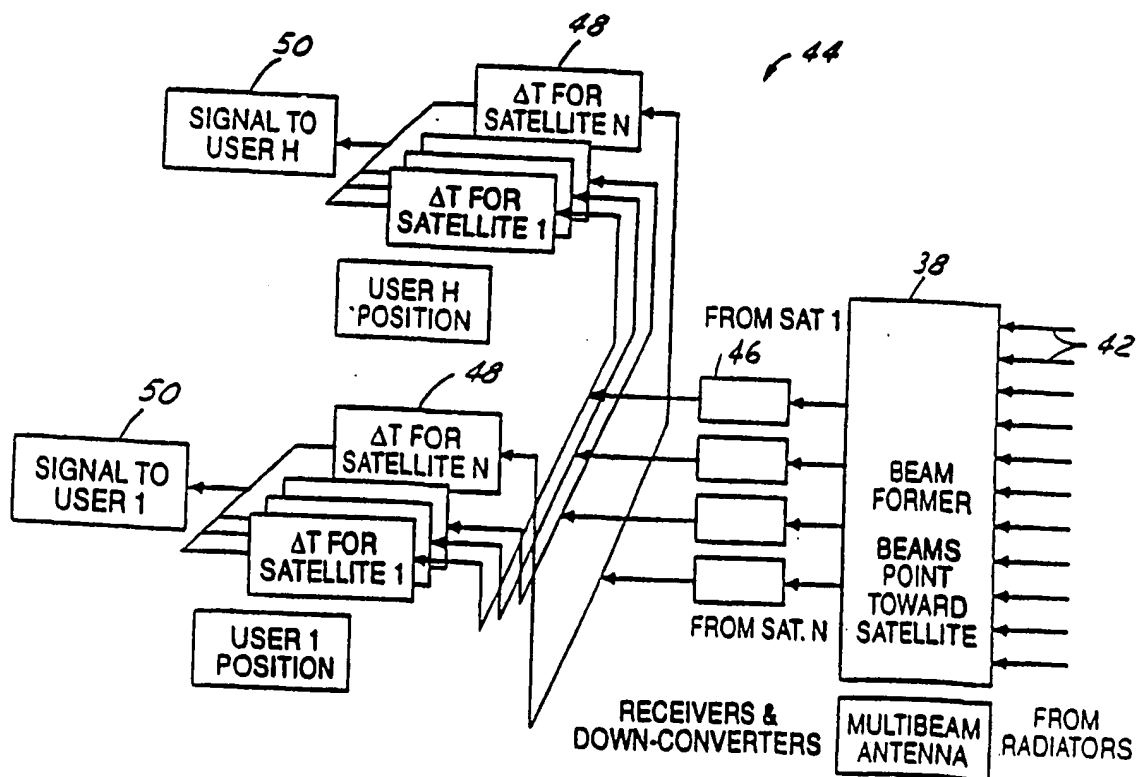 50
48
44
ΔT FOR
SATELLITE N
SIGNAL TO
USER H
ΔT FOR
SATELLITE 1
USER H
POSITION
38
FROM SAT 1
42
46
50
48
ΔT FOR
SATELLITE N
SIGNAL TO
USER 1
BEAM
FORMER
BEAMS
POINT
TOWARD
SATELLITE
ΔT FOR
SATELLITE 1
FROM SAT. N
USER 1
POSITION
RECEIVERS &
DOWN-CONVERTERS
MULTIBEAM
ANTENNA
FROM
RADIATORS